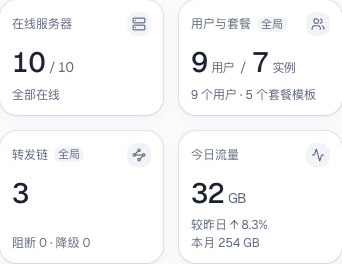 在线服务器
10 / 10
全部在线
用户与套餐 全局
9 用户 / 7 实例
9 个用户 · 5 个套餐模板
转发链 全局
3
阻断 0 · 降级 0
今日流量
32 GB
较昨日 ↑ 8.3%
本月 254 GB